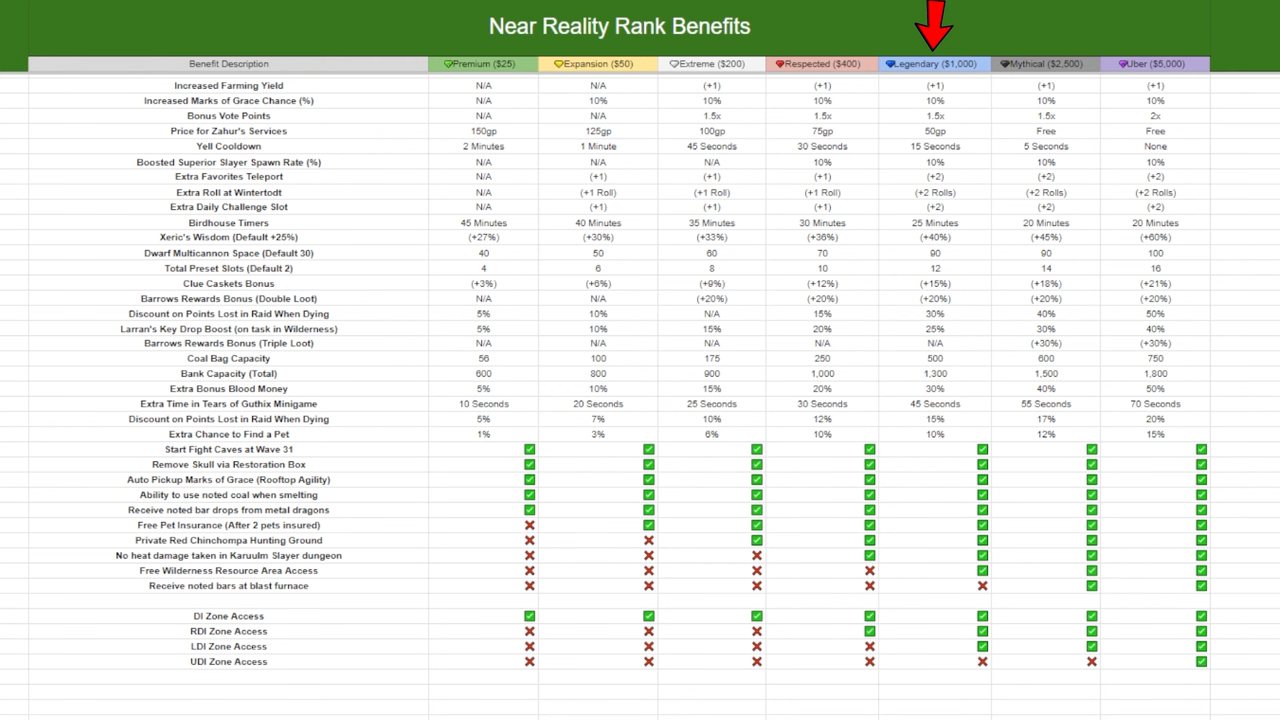 Near Reality Rank Benefits
Benefit Description Premium ($25) Expansion ($50) Extreme ($200) Respected ($400) Legendary ($1,000) Mythical ($2,500) Uber ($5,000)
Increased Farming Yield N/A N/A (+1) (+1) (+1) (+1) (+1)
Increased Marks of Grace Chance (%) N/A 10% 10% 10% 10% 10% 10%
Bonus Vote Points N/A N/A 1.5x 1.5x 1.5x 1.5x 2x
Price for Zahur's Services 150gp 125gp 100gp 75gp 50gp Free Free
Yell Cooldown 2 Minutes 1 Minute 45 Seconds 30 Seconds 15 Seconds 5 Seconds None
Boosted Superior Slayer Spawn Rate (%) N/A N/A N/A 10% 10% 10% 10%
Extra Favorites Teleport N/A (+1) (+1) (+1) (+2) (+2) (+2)
Extra Roll at Wintertodt N/A (+1 Roll) (+1 Roll) (+1 Roll) (+2 Rolls) (+2 Rolls) (+2 Rolls)
Extra Daily Challenge Slot N/A (+1) (+1) (+1) (+2) (+2) (+2)
Birdhouse Timers 45 Minutes 40 Minutes 35 Minutes 30 Minutes 25 Minutes 20 Minutes 20 Minutes
Xeric's Wisdom (Default +25%) (+27%) (+30%) (+33%) (+36%) (+40%) (+45%) (+60%)
Dwarf Multicannon Space (Default 30) 40 50 60 70 90 90 100
Total Preset Slots (Default 2) 4 6 8 10 12 14 16
Clue Caskets Bonus (+3%) (+6%) (+9%) (+12%) (+15%) (+18%) (+21%)
Barrows Rewards Bonus (Double Loot) N/A N/A (+20%) (+20%) (+20%) (+20%) (+20%)
Discount on Points Lost in Raid When Dying 5% 10% N/A 15% 30% 40% 50%
Larran's Key Drop Boost (on task in Wilderness) 5% 10% 15% 20% 25% 30% 40%
Barrows Rewards Bonus (Triple Loot) N/A N/A N/A N/A N/A (+30%) (+30%)
Coal Bag Capacity 56 100 175 250 500 600 750
Bank Capacity (Total) 600 800 900 1,000 1,300 1,500 1,800
Extra Bonus Blood Money 5% 10% 15% 20% 30% 40% 50%
Extra Time in Tears of Guthix Minigame 10 Seconds 20 Seconds 25 Seconds 30 Seconds 45 Seconds 55 Seconds 70 Seconds
Discount on Points Lost in Raid When Dying 5% 7% 10% 12% 15% 17% 20%
Extra Chance to Find a Pet 1% 3% 6% 10% 10% 12% 15%
Start Fight Caves at Wave 31
Remove Skull via Restoration Box
Auto Pickup Marks of Grace (Rooftop Agility)
Ability to use noted coal when smelting
Receive noted bar drops from metal dragons
Free Pet Insurance (After 2 pets insured)
Private Red Chinchompa Hunting Ground
No heat damage taken in Karuulm Slayer dungeon
Free Wilderness Resource Area Access
Receive noted bars at blast furnace
DI Zone Access
RDI Zone Access
LDI Zone Access
UDI Zone Access